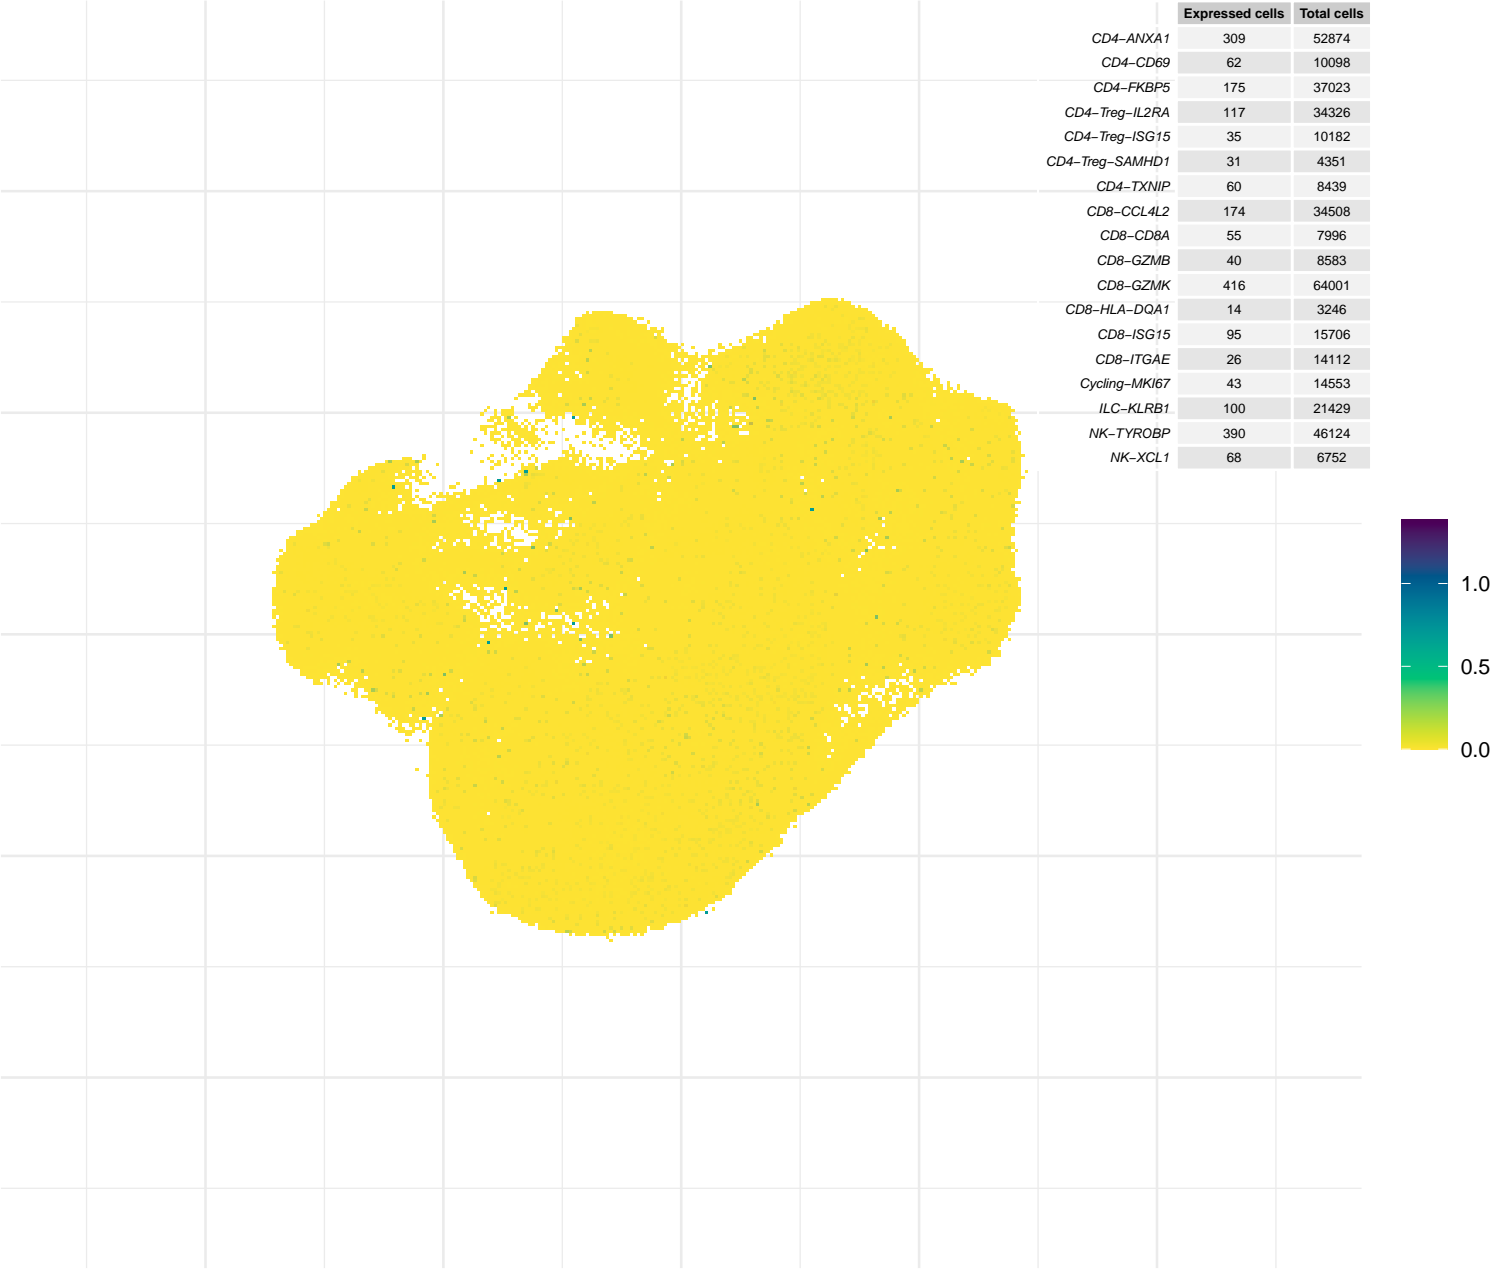 Expressed cells Total cells
CD4−ANXA1 309 52874
CD4−CD69 62 10098
CD4−FKBP5 175 37023
CD4−Treg−IL2RA 117 34326
CD4−Treg−ISG15 35 10182
CD4−Treg−SAMHD1 31 4351
CD4−TXNIP 60 8439
CD8−CCL4L2 174 34508
CD8−CD8A 55 7996
CD8−GZMB 40 8583
CD8−GZMK 416 64001
CD8−HLA−DQA1 14 3246
CD8−ISG15 95 15706
CD8−ITGAE 26 14112
Cycling−MKI67 43 14553
ILC−KLRB1 100 21429
NK−TYROBP 390 46124
NK−XCL1 68 6752
1.0
0.5
0.0